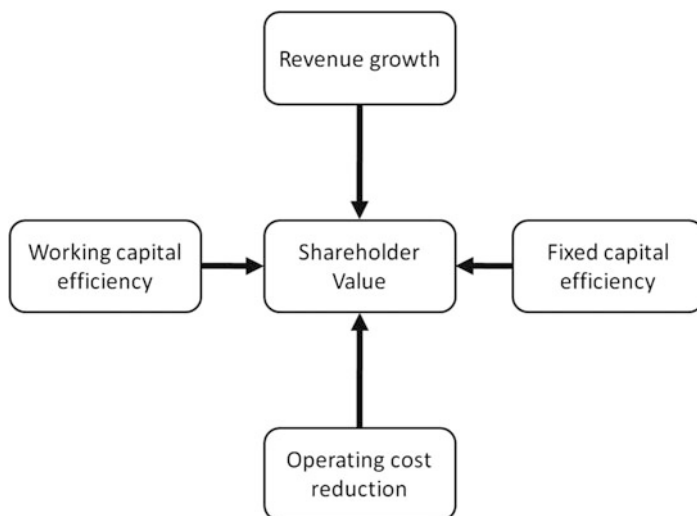 Revenue growth
Working capital
efficiency
Shareholder
Value
Fixed capital
efficiency
Operating cost
reduction